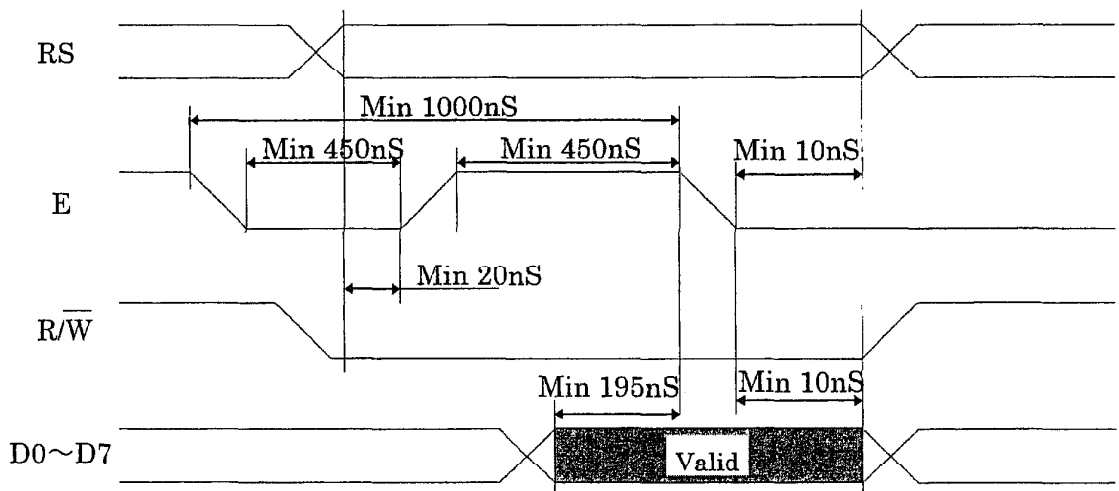 RS
Min 1000nS
Min 450nS
Min 450nS
Min 10nS
E
Min 20nS
R/W̅
Min 195nS
Min 10nS
D0～D7
Valid